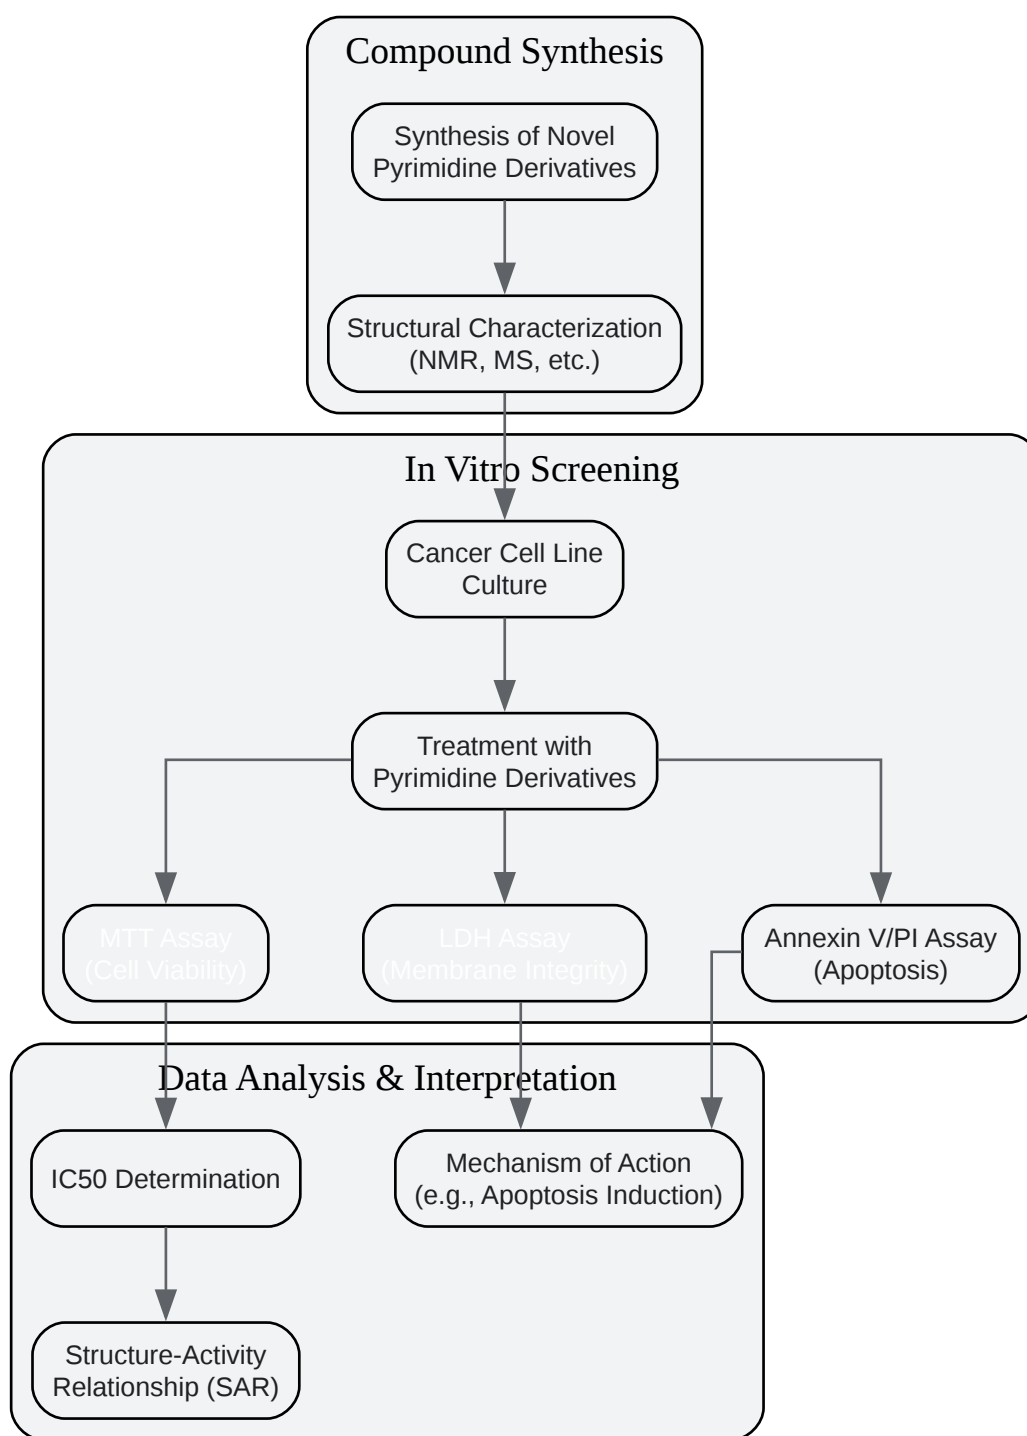 Compound Synthesis
Synthesis of Novel
Pyrimidine Derivatives
Structural Characterization
(NMR, MS, etc.)
In Vitro Screening
Cancer Cell Line
Culture
Treatment with
Pyrimidine Derivatives
MTT Assay
(Cell Viability)
LDH Assay
(Membrane Integrity)
Annexin V/PI Assay
(Apoptosis)
Data Analysis & Interpretation
IC50 Determination
Mechanism of Action
(e.g., Apoptosis Induction)
Structure-Activity
Relationship (SAR)